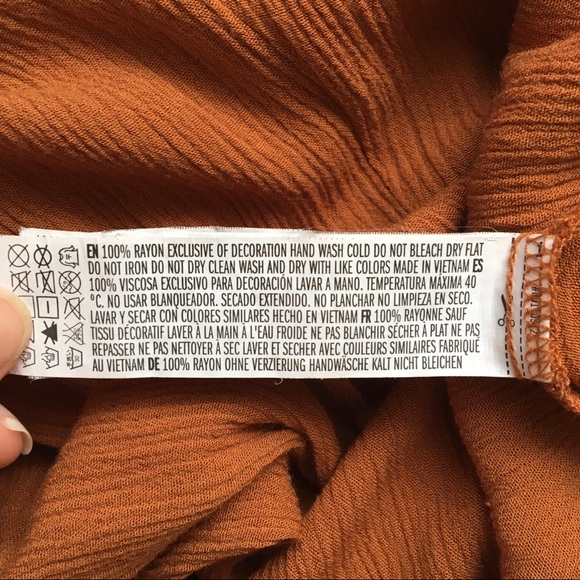 EN 100% RAYON EXCLUSIVE OF DECORATION HAND WASH COLD DO NOT BLEACH DRY FLAT
DO NOT IRON DO NOT DRY CLEAN WASH AND DRY WITH LIKE COLORS MADE IN VIETNAM ES
100% VISCOSA EXCLUSIVO PARA DECORACIÓN LAVAR A MANO. TEMPERATURA MÁXIMA 40
°C. NO USAR BLANQUEADOR. SECADO EXTENDIDO. NO PLANCHAR NO LIMPIEZA EN SECO.
LAVAR Y SECAR CON COLORES SIMILARES HECHO EN VIETNAM FR 100% RAYONNE SAUF
TISSU DÉCORATIF LAVER À LA MAIN À L'EAU FROIDE NE PAS BLANCHIR SÉCHER À PLAT NE PAS
REPASSER NE PAS NETTOYER À SEC LAVER ET SECHER AVEC COULEURS SIMILAIRES FABRIQUÉ
AU VIETNAM DE 100% RAYON OHNE VERZIERUNG HANDWÄSCHE KALT NICHT BLEICHEN